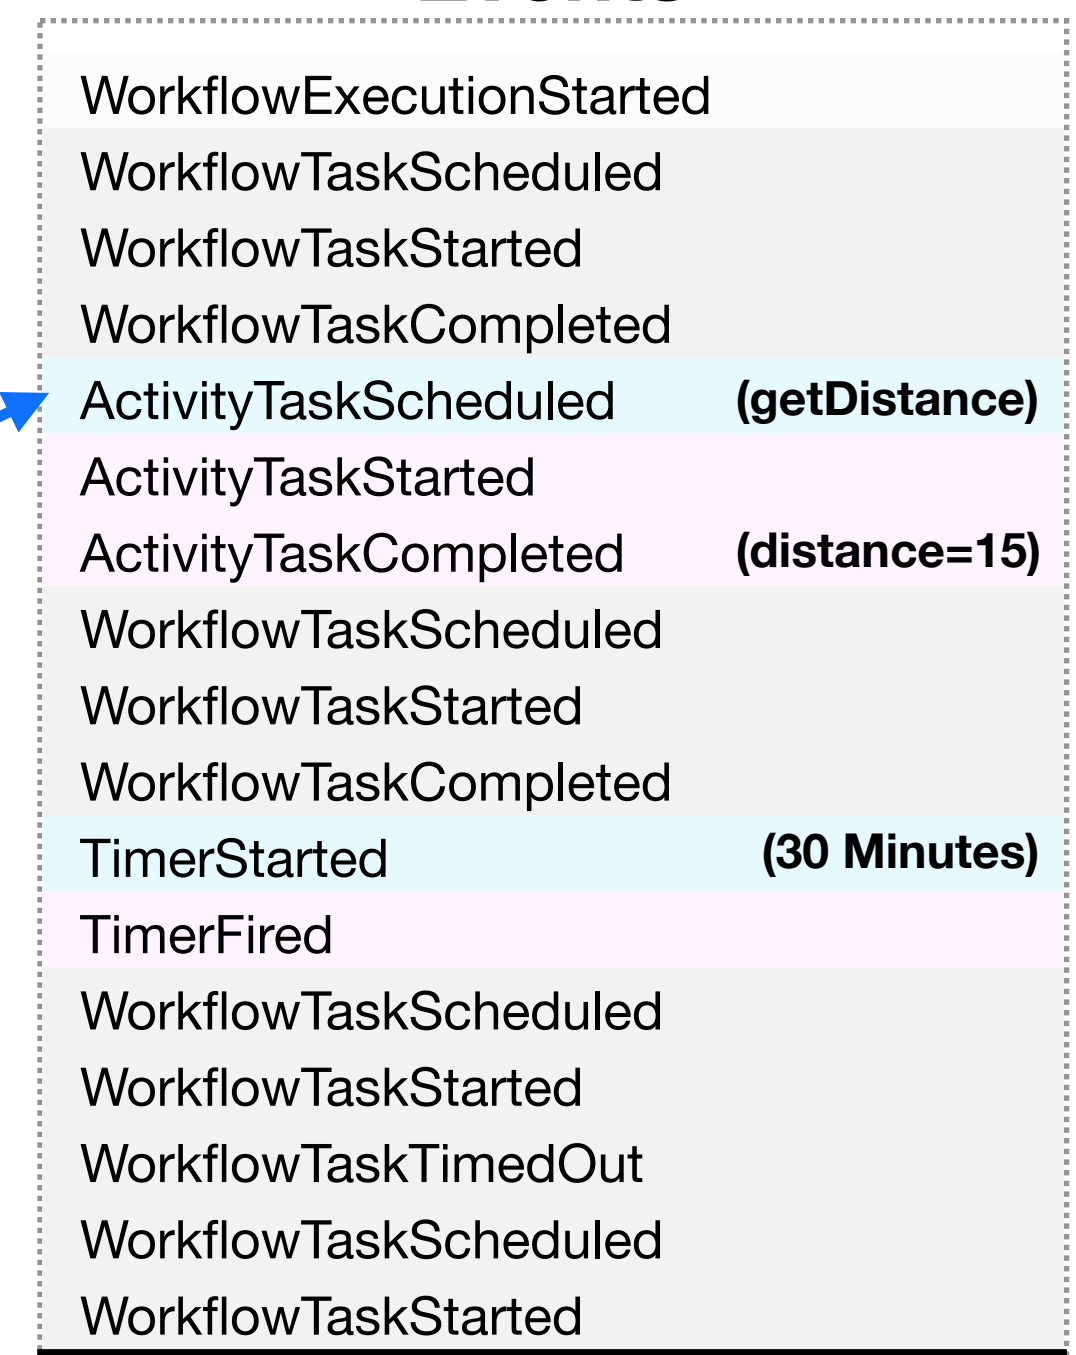 WorkflowExecutionStarted
WorkflowTaskScheduled
WorkflowTaskStarted
WorkflowTaskCompleted
ActivityTaskScheduled (getDistance)
ActivityTaskStarted
ActivityTaskCompleted (distance=15)
WorkflowTaskScheduled
WorkflowTaskStarted
WorkflowTaskCompleted
TimerStarted (30 Minutes)
TimerFired
WorkflowTaskScheduled
WorkflowTaskStarted
WorkflowTaskTimedOut
WorkflowTaskScheduled
WorkflowTaskStarted